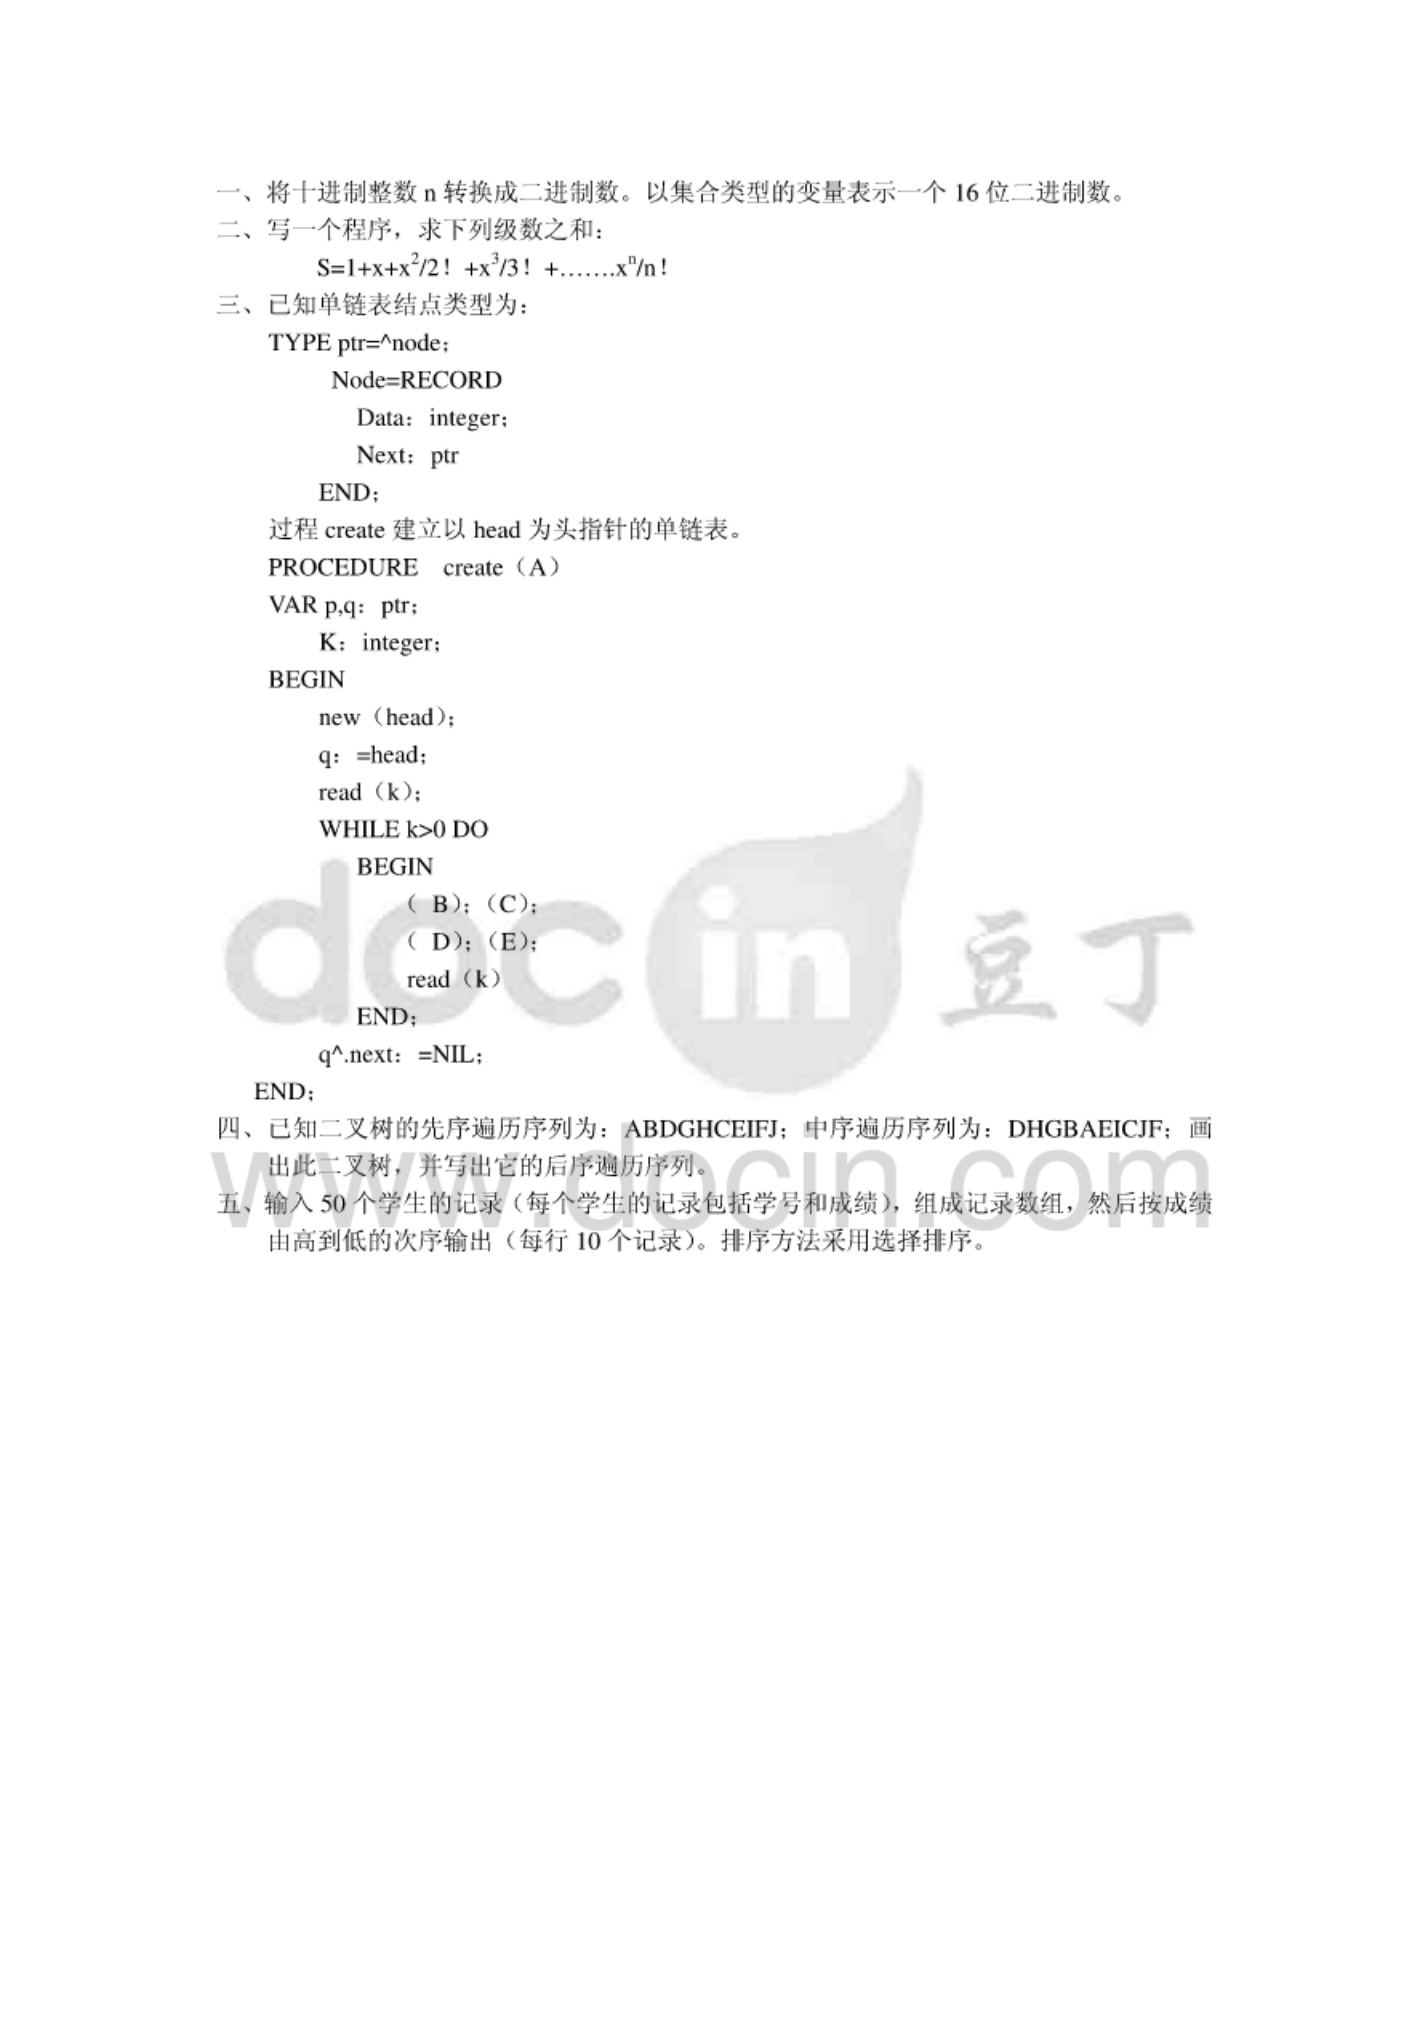 一、将十进制整数 n 转换成二进制数。以集合类型的变量表示一个 16 位二进制数。
二、写一个程序，求下列级数之和：
S=1+x+x²/2！+x³/3！+…….xⁿ/n！
三、已知单链表结点类型为：
TYPE ptr=^node；
Node=RECORD
Data：integer；
Next：ptr
END；
过程 create 建立以 head 为头指针的单链表。
PROCEDURE create（A）
VAR p,q：ptr；
K：integer；
BEGIN
new（head）；
q：=head；
read（k）；
WHILE k>0 DO
BEGIN
（ B）；（C）；
（ D）；（E）；
read（k）
END；
q^.next：=NIL；
END；
四、已知二叉树的先序遍历序列为：ABDGHCEIFJ；中序遍历序列为：DHGBAEICJF；画
出此二叉树，并写出它的后序遍历序列。
五、输入 50 个学生的记录（每个学生的记录包括学号和成绩），组成记录数组，然后按成绩
由高到低的次序输出（每行 10 个记录）。排序方法采用选择排序。
docin 豆丁
www.docin.com